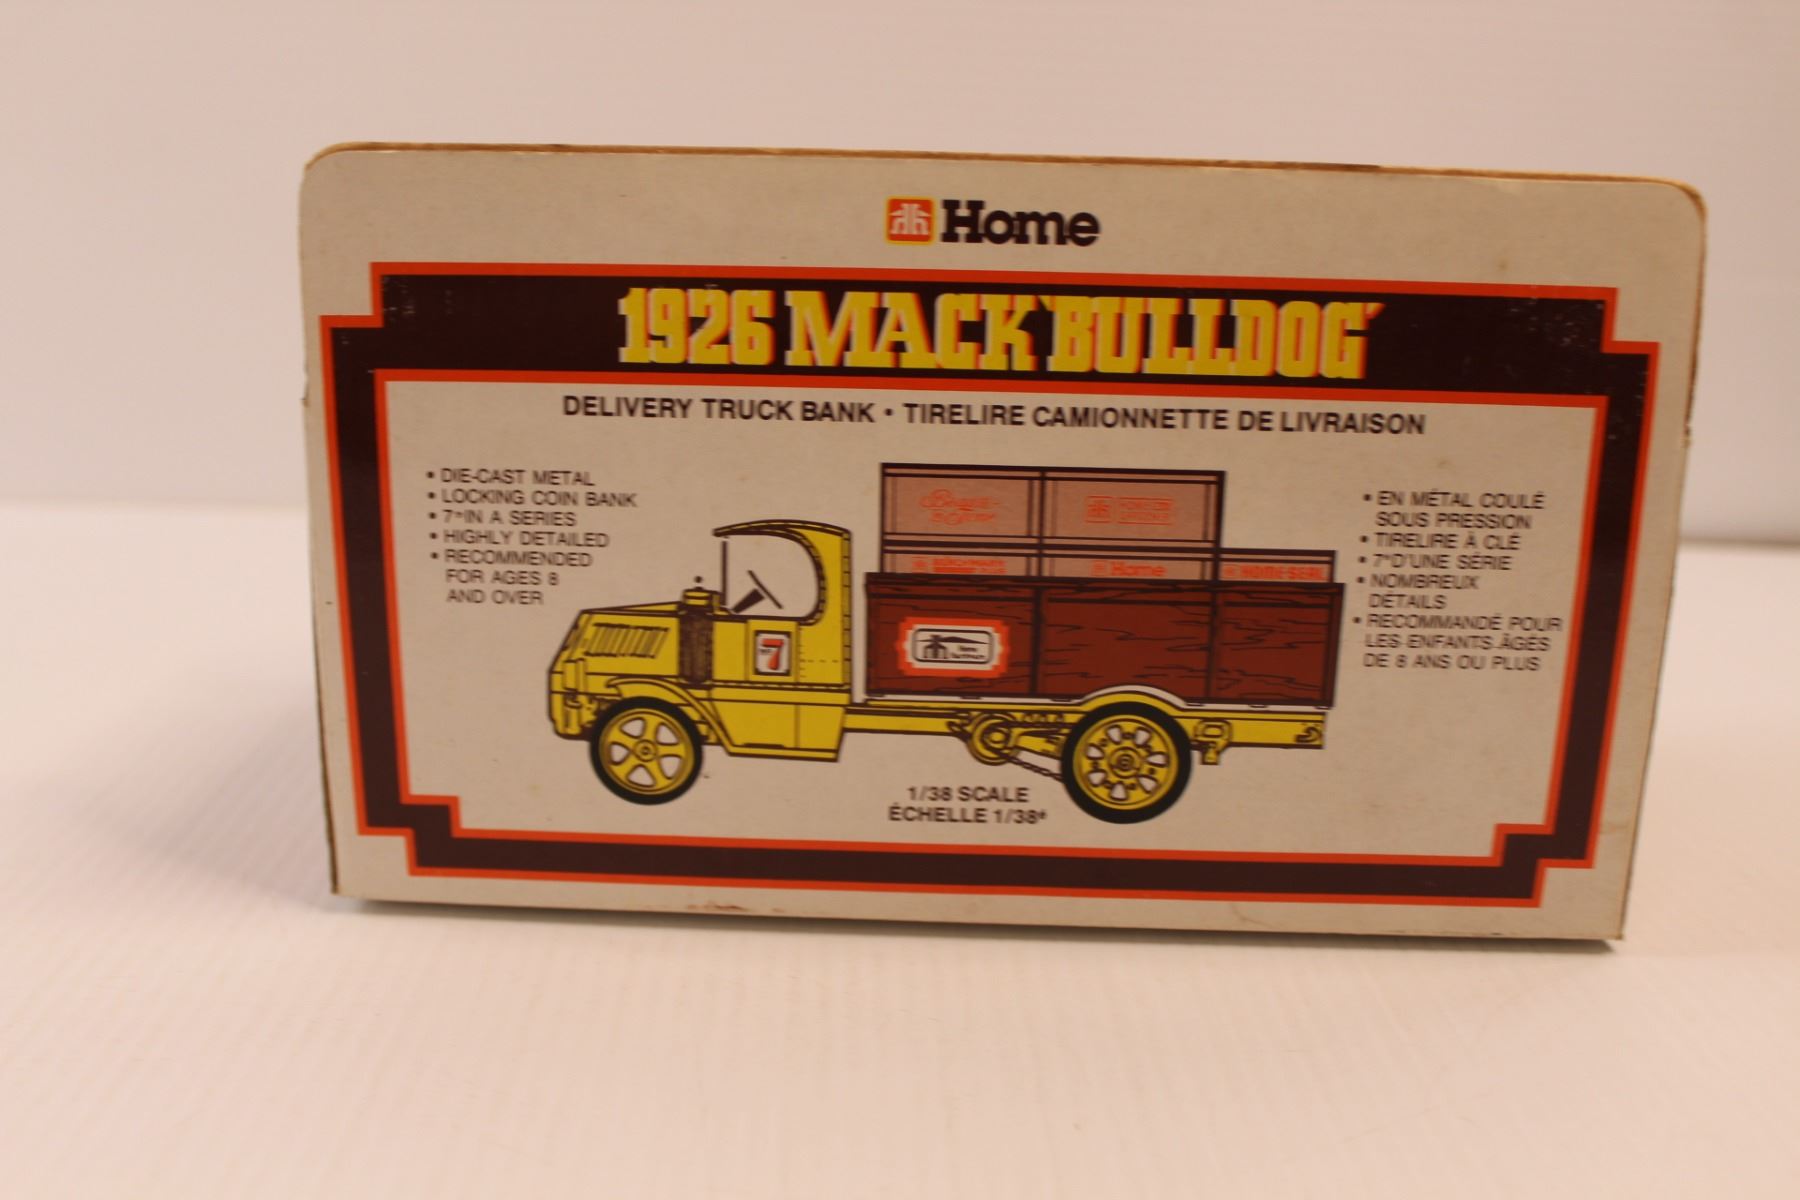 Home
1926 MACK 'BULLDOG'
DELIVERY TRUCK BANK • TIRELIRE CAMIONNETTE DE LIVRAISON
• DIE-CAST METAL
• LOCKING COIN BANK
• 7th IN A SERIES
• HIGHLY DETAILED
• RECOMMENDED
FOR AGES 8
AND OVER
• EN MÉTAL COULÉ
SOUS PRESSION
• TIRELIRE À CLÉ
• 7e D'UNE SÉRIE
• NOMBREUX
DÉTAILS
• RECOMMANDÉ POUR
LES ENFANTS ÂGÉS
DE 8 ANS OU PLUS
Home
HOME-SEAL
7
1/38 SCALE
ÉCHELLE 1/38e